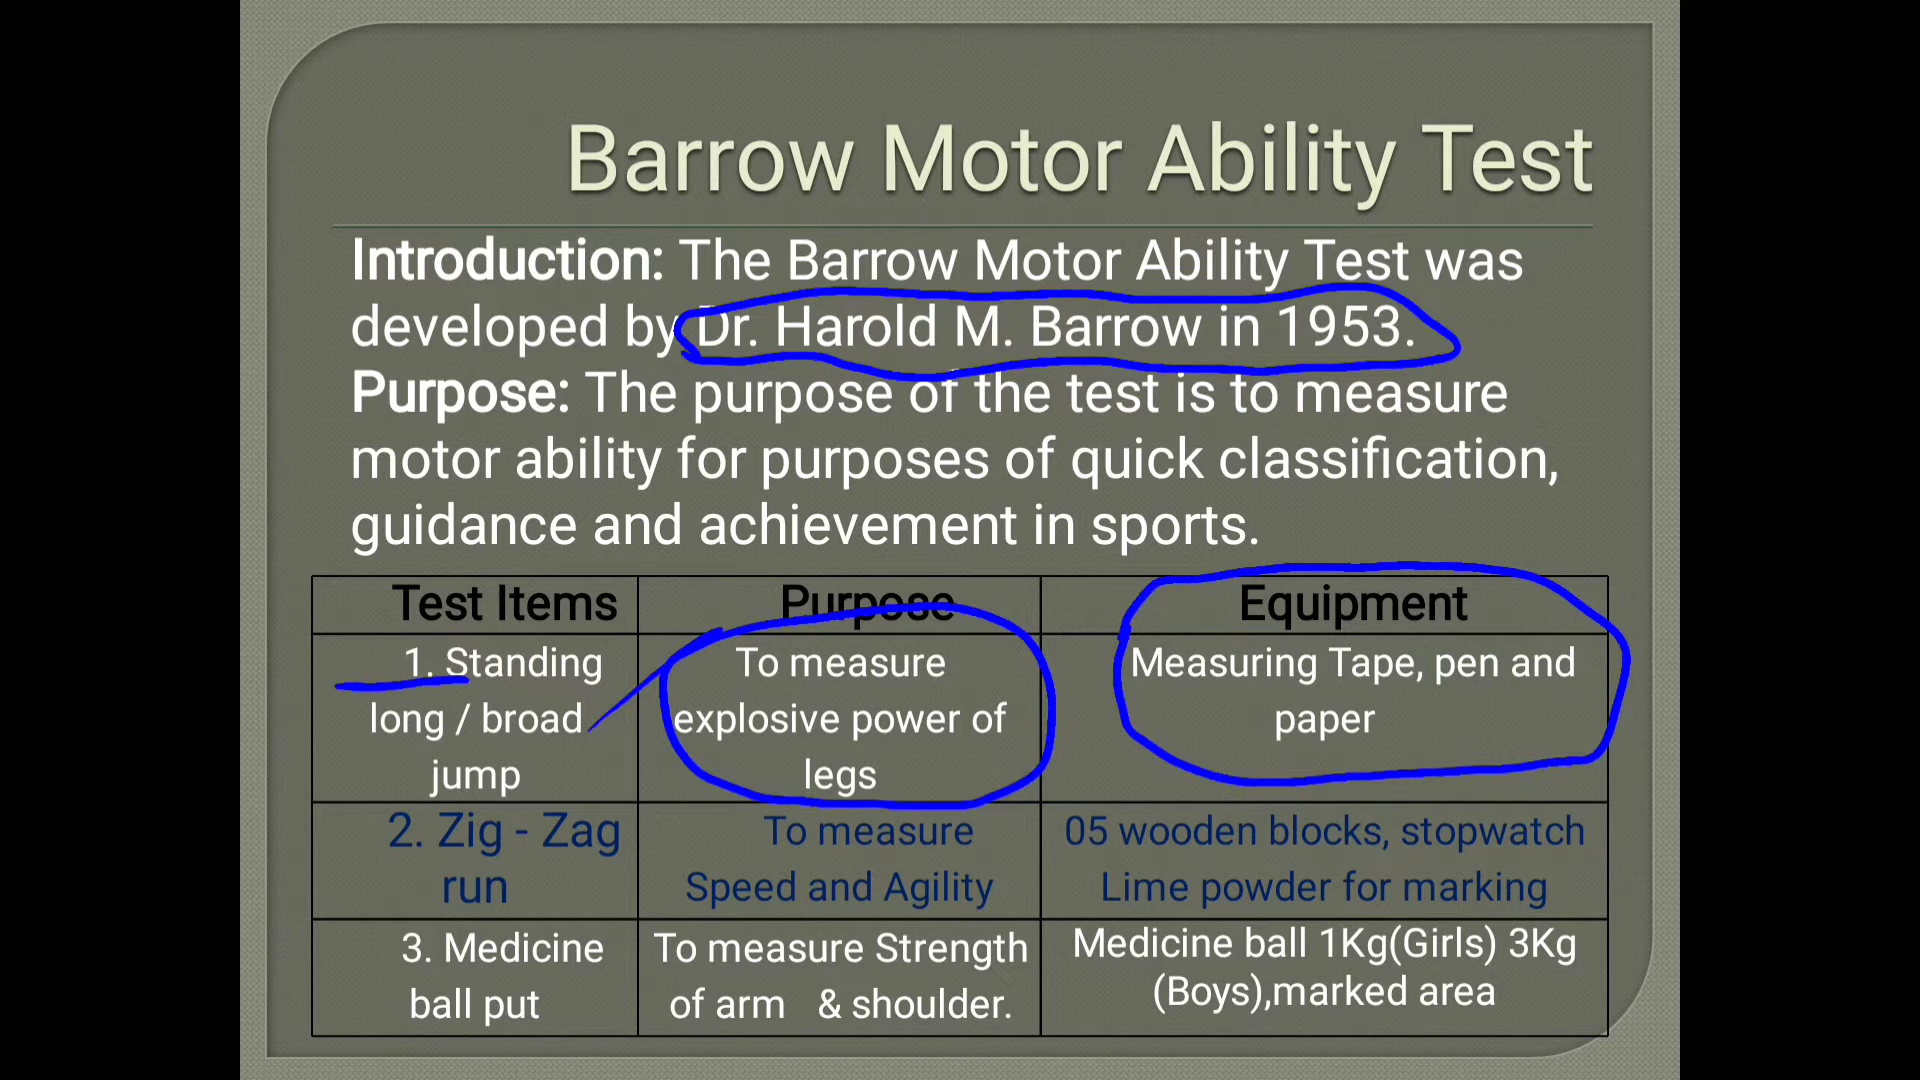 Barrow Motor Ability Test
Introduction: The Barrow Motor Ability Test was
developed by Dr. Harold M. Barrow in 1953.
Purpose: The purpose of the test is to measure
motor ability for purposes of quick classification,
guidance and achievement in sports.
Test Items Purpose Equipment
1. Standing
long / broad
jump
To measure
explosive power of
legs
Measuring Tape, pen and
paper
2. Zig - Zag
run
To measure
Speed and Agility
05 wooden blocks, stopwatch
Lime powder for marking
3. Medicine
ball put
To measure Strength
of arm & shoulder.
Medicine ball 1Kg(Girls) 3Kg
(Boys),marked area